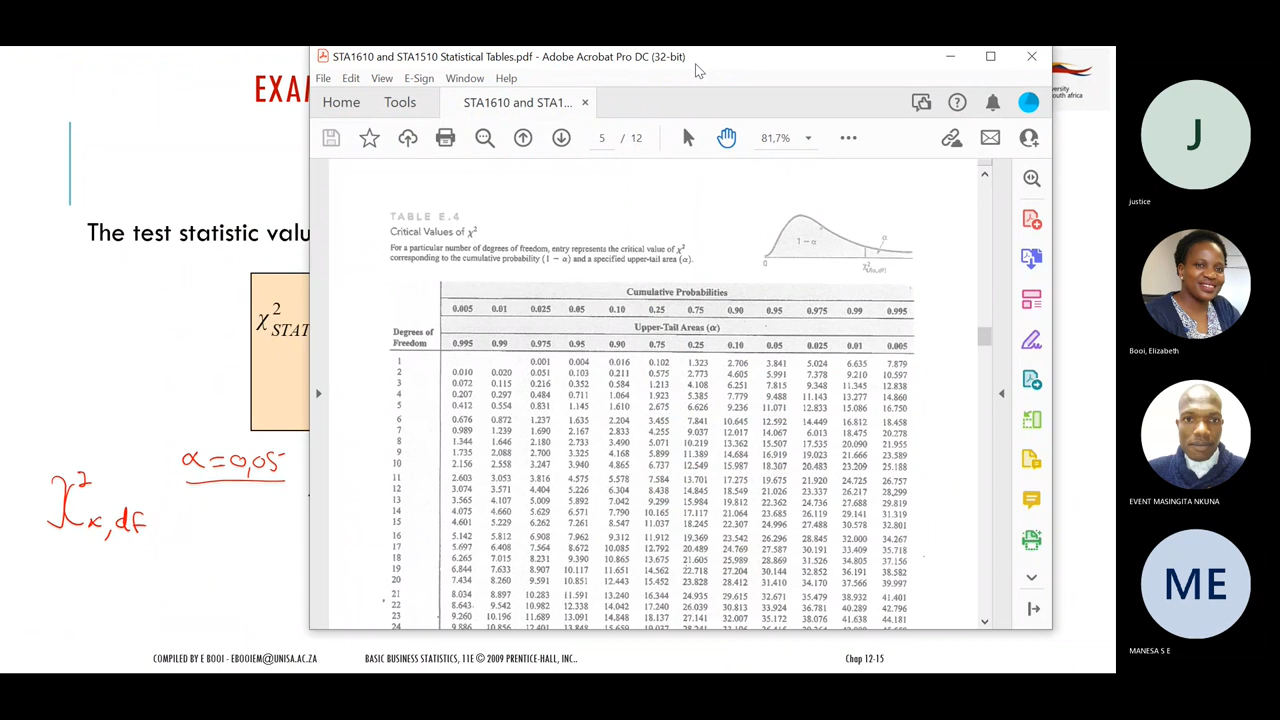 STA1610 and STA1510 Statistical Tables.pdf - Adobe Acrobat Pro DC (32-bit)
File Edit View E-Sign Window Help
Home Tools STA1610 and STA1... ×
5 / 12 81,7%
EXA
versity
south africa
The test statistic valu
χ² STAT
α = 0,05
χ² α, df
TABLE E.4
Critical Values of χ²
For a particular number of degrees of freedom, entry represents the critical value of χ²
corresponding to the cumulative probability (1 − α) and a specified upper-tail area (α).
1 − α
α
0
Cumulative Probabilities
0.005 0.01 0.025 0.05 0.10 0.25 0.75 0.90 0.95 0.975 0.99 0.995
Degrees of
Freedom
Upper-Tail Areas (α)
0.995 0.99 0.975 0.95 0.90 0.75 0.25 0.10 0.05 0.025 0.01 0.005
1 0.001 0.004 0.016 0.102 1.323 2.706 3.841 5.024 6.635 7.879
2 0.010 0.020 0.051 0.103 0.211 0.575 2.773 4.605 5.991 7.378 9.210 10.597
3 0.072 0.115 0.216 0.352 0.584 1.213 4.108 6.251 7.815 9.348 11.345 12.838
4 0.207 0.297 0.484 0.711 1.064 1.923 5.385 7.779 9.488 11.143 13.277 14.860
5 0.412 0.554 0.831 1.145 1.610 2.675 6.626 9.236 11.071 12.833 15.086 16.750
6 0.676 0.872 1.237 1.635 2.204 3.455 7.841 10.645 12.592 14.449 16.812 18.458
7 0.989 1.239 1.690 2.167 2.833 4.255 9.037 12.017 14.067 6.013 18.475 20.278
8 1.344 1.646 2.180 2.733 3.490 5.071 10.219 13.362 15.507 17.535 20.090 21.955
9 1.735 2.088 2.700 3.325 4.168 5.899 11.389 14.684 16.919 19.023 21.666 23.589
10 2.156 2.558 3.247 3.940 4.865 6.737 12.549 15.987 18.307 20.483 23.209 25.188
11 2.603 3.053 3.816 4.575 5.578 7.584 13.701 17.275 19.675 21.920 24.725 26.757
12 3.074 3.571 4.404 5.226 6.304 8.438 14.845 18.549 21.026 23.337 26.217 28.299
13 3.565 4.107 5.009 5.892 7.042 9.299 15.984 19.812 22.362 24.736 27.688 29.819
14 4.075 4.660 5.629 6.571 7.790 10.165 17.117 21.064 23.685 26.119 29.141 31.319
15 4.601 5.229 6.262 7.261 8.547 11.037 18.245 22.307 24.996 27.488 30.578 32.801
16 5.142 5.812 6.908 7.962 9.312 11.912 19.369 23.542 26.296 28.845 32.000 34.267
17 5.697 6.408 7.564 8.672 10.085 12.792 20.489 24.769 27.587 30.191 33.409 35.718
18 6.265 7.015 8.231 9.390 10.865 13.675 21.605 25.989 28.869 31.526 34.805 37.156
19 6.844 7.633 8.907 10.117 11.651 14.562 22.718 27.204 30.144 32.852 36.191 38.582
20 7.434 8.260 9.591 10.851 12.443 15.452 23.828 28.412 31.410 34.170 37.566 39.997
21 8.034 8.897 10.283 11.591 13.240 16.344 24.935 29.615 32.671 35.479 38.932 41.401
22 8.643 9.542 10.982 12.338 14.042 17.240 26.039 30.813 33.924 36.781 40.289 42.796
23 9.260 10.196 11.689 13.091 14.848 18.137 27.141 32.007 35.172 38.076 41.638 44.181
COMPILED BY E BOOI – EBOOIEM@UNISA.AC.ZA BASIC BUSINESS STATISTICS, 11E © 2009 PRENTICE-HALL, INC.. Chap 12-15
J
justice
Booi, Elizabeth
EVENT MASINGITA NKUNA
ME
MANESA S E